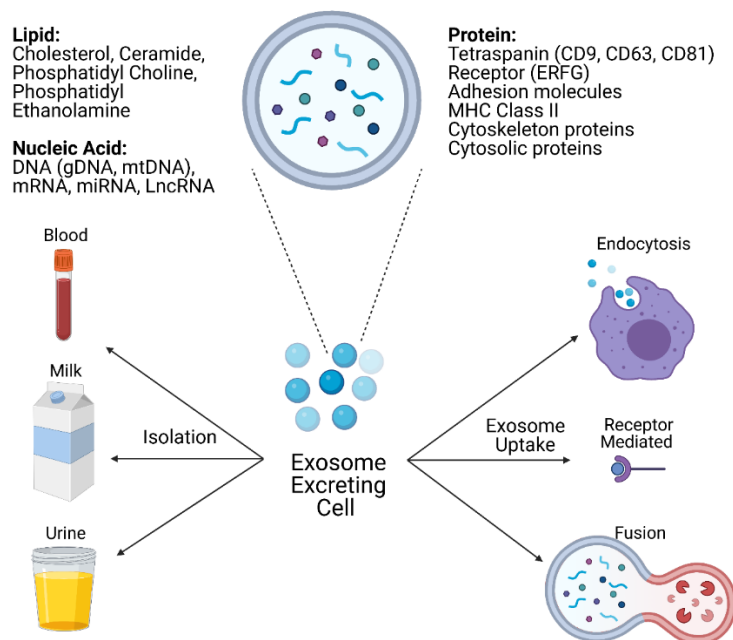 Lipid:
Cholesterol, Ceramide,
Phosphatidyl Choline,
Phosphatidyl
Ethanolamine
Nucleic Acid:
DNA (gDNA, mtDNA),
mRNA, miRNA, LncRNA
Protein:
Tetraspanin (CD9, CD63, CD81)
Receptor (ERFG)
Adhesion molecules
MHC Class II
Cytoskeleton proteins
Cytosolic proteins
Blood
Milk
Urine
Isolation
Exosome
Excreting
Cell
Exosome
Uptake
Endocytosis
Receptor
Mediated
Fusion